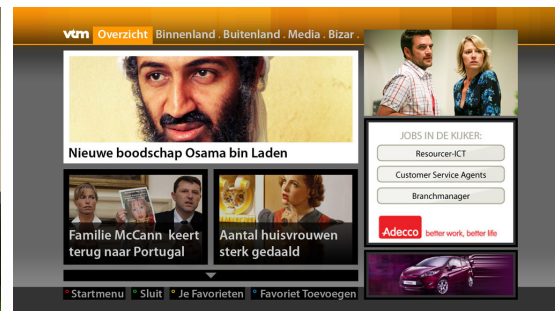 vtm Overzicht Binnenland . Buitenland . Media . Bizar .
Nieuwe boodschap Osama bin Laden
Familie McCann keert
terug naar Portugal
Aantal huisvrouwen
sterk gedaald
Startmenu Sluit Je Favorieten Favoriet Toevoegen
JOBS IN DE KIJKER:
Resourcer-ICT
Customer Service Agents
Branchmanager
Adecco better work, better life